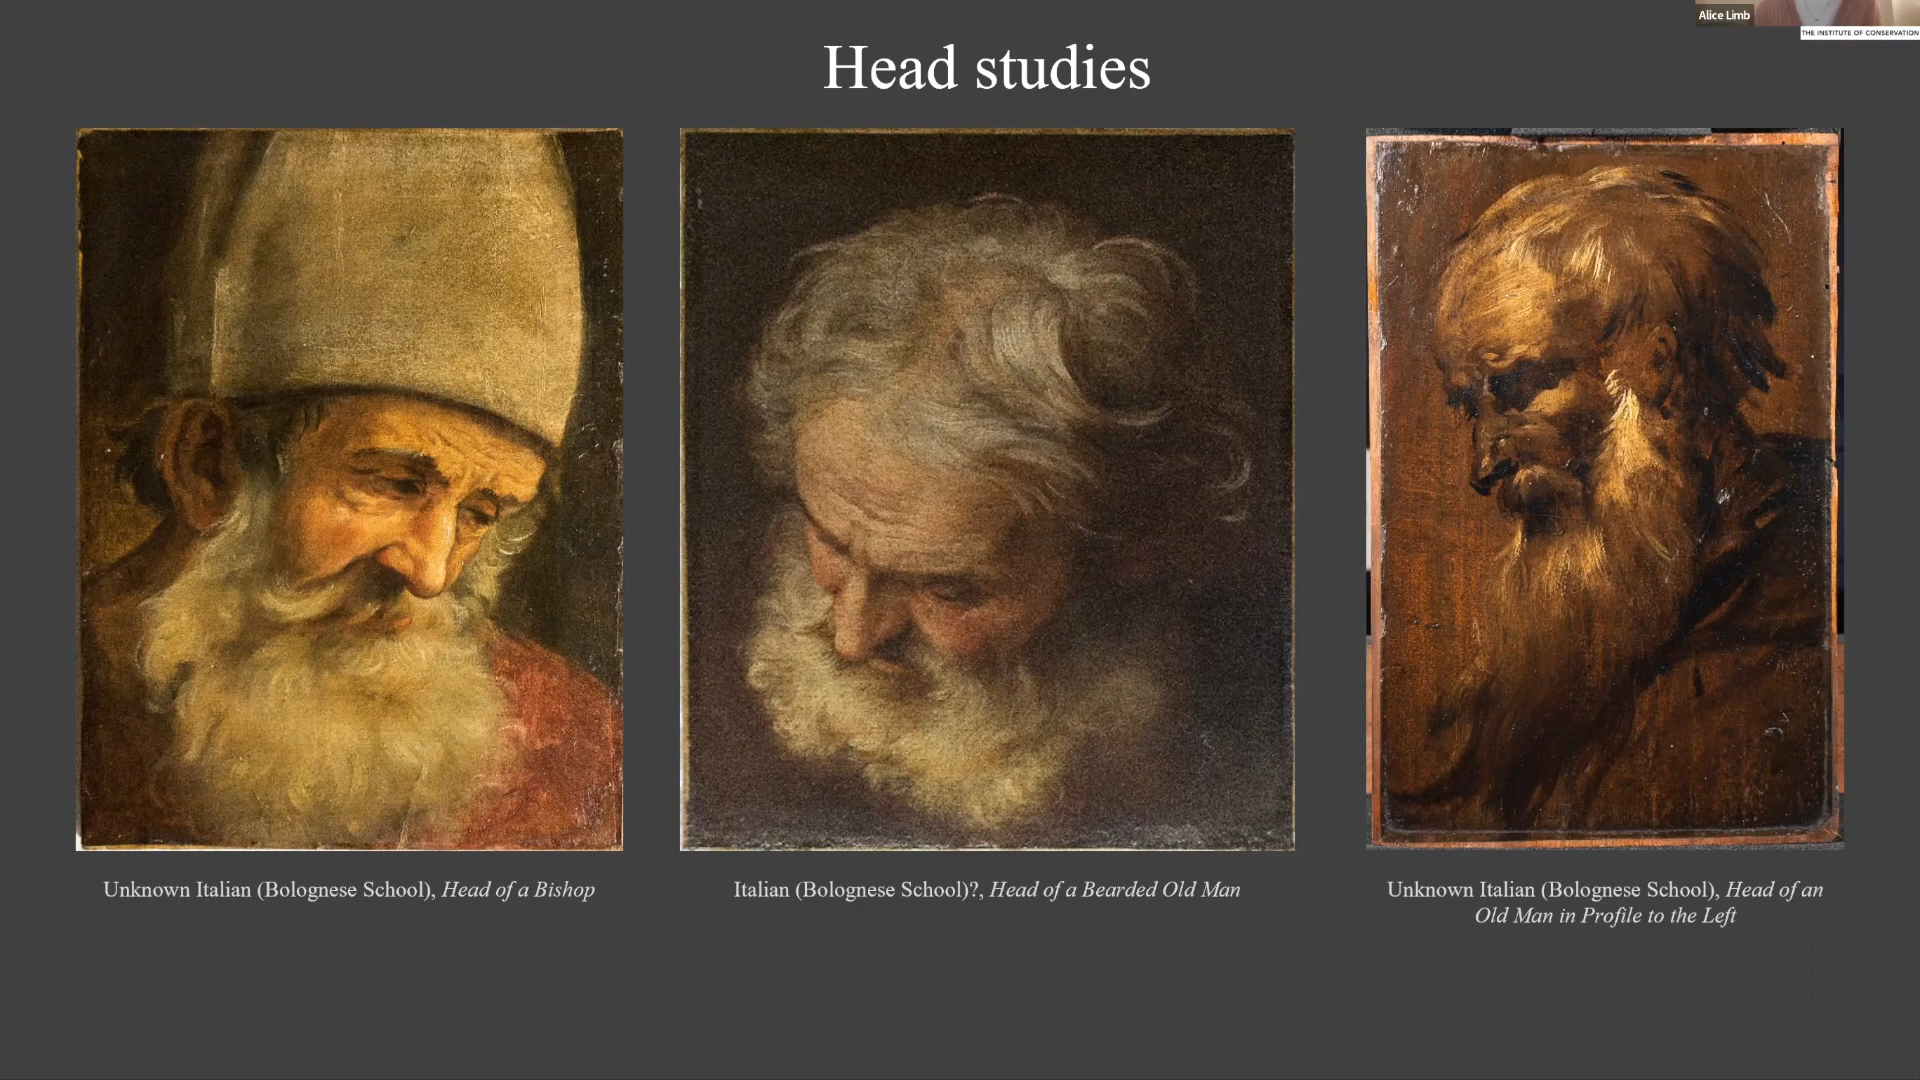 Alice Limb
THE INSTITUTE OF CONSERVATION
Head studies
Unknown Italian (Bolognese School), Head of a Bishop
Italian (Bolognese School)?, Head of a Bearded Old Man
Unknown Italian (Bolognese School), Head of an
Old Man in Profile to the Left